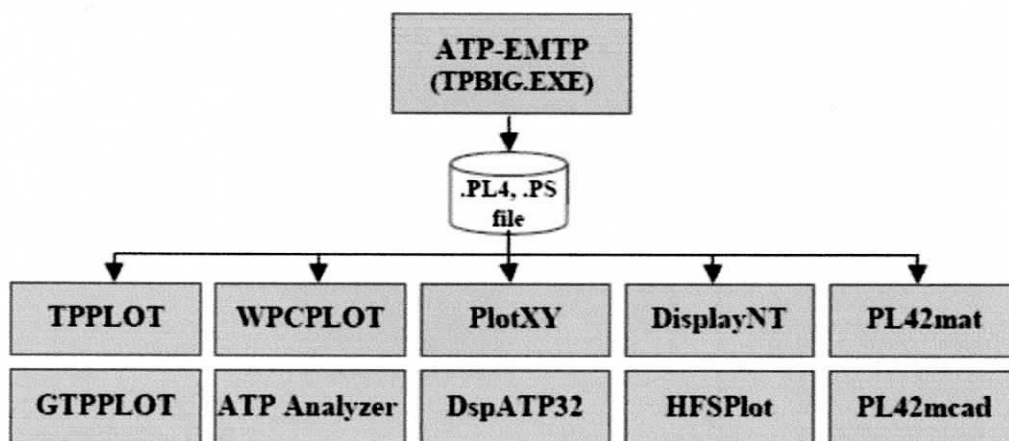 ATP-EMTP
(TPBIG.EXE)
.PL4, .PS
file
TPPLOT
WPCPLOT
PlotXY
DisplayNT
PL42mat
GTPPLOT
ATP Analyzer
DspATP32
HFSPlot
PL42mcad